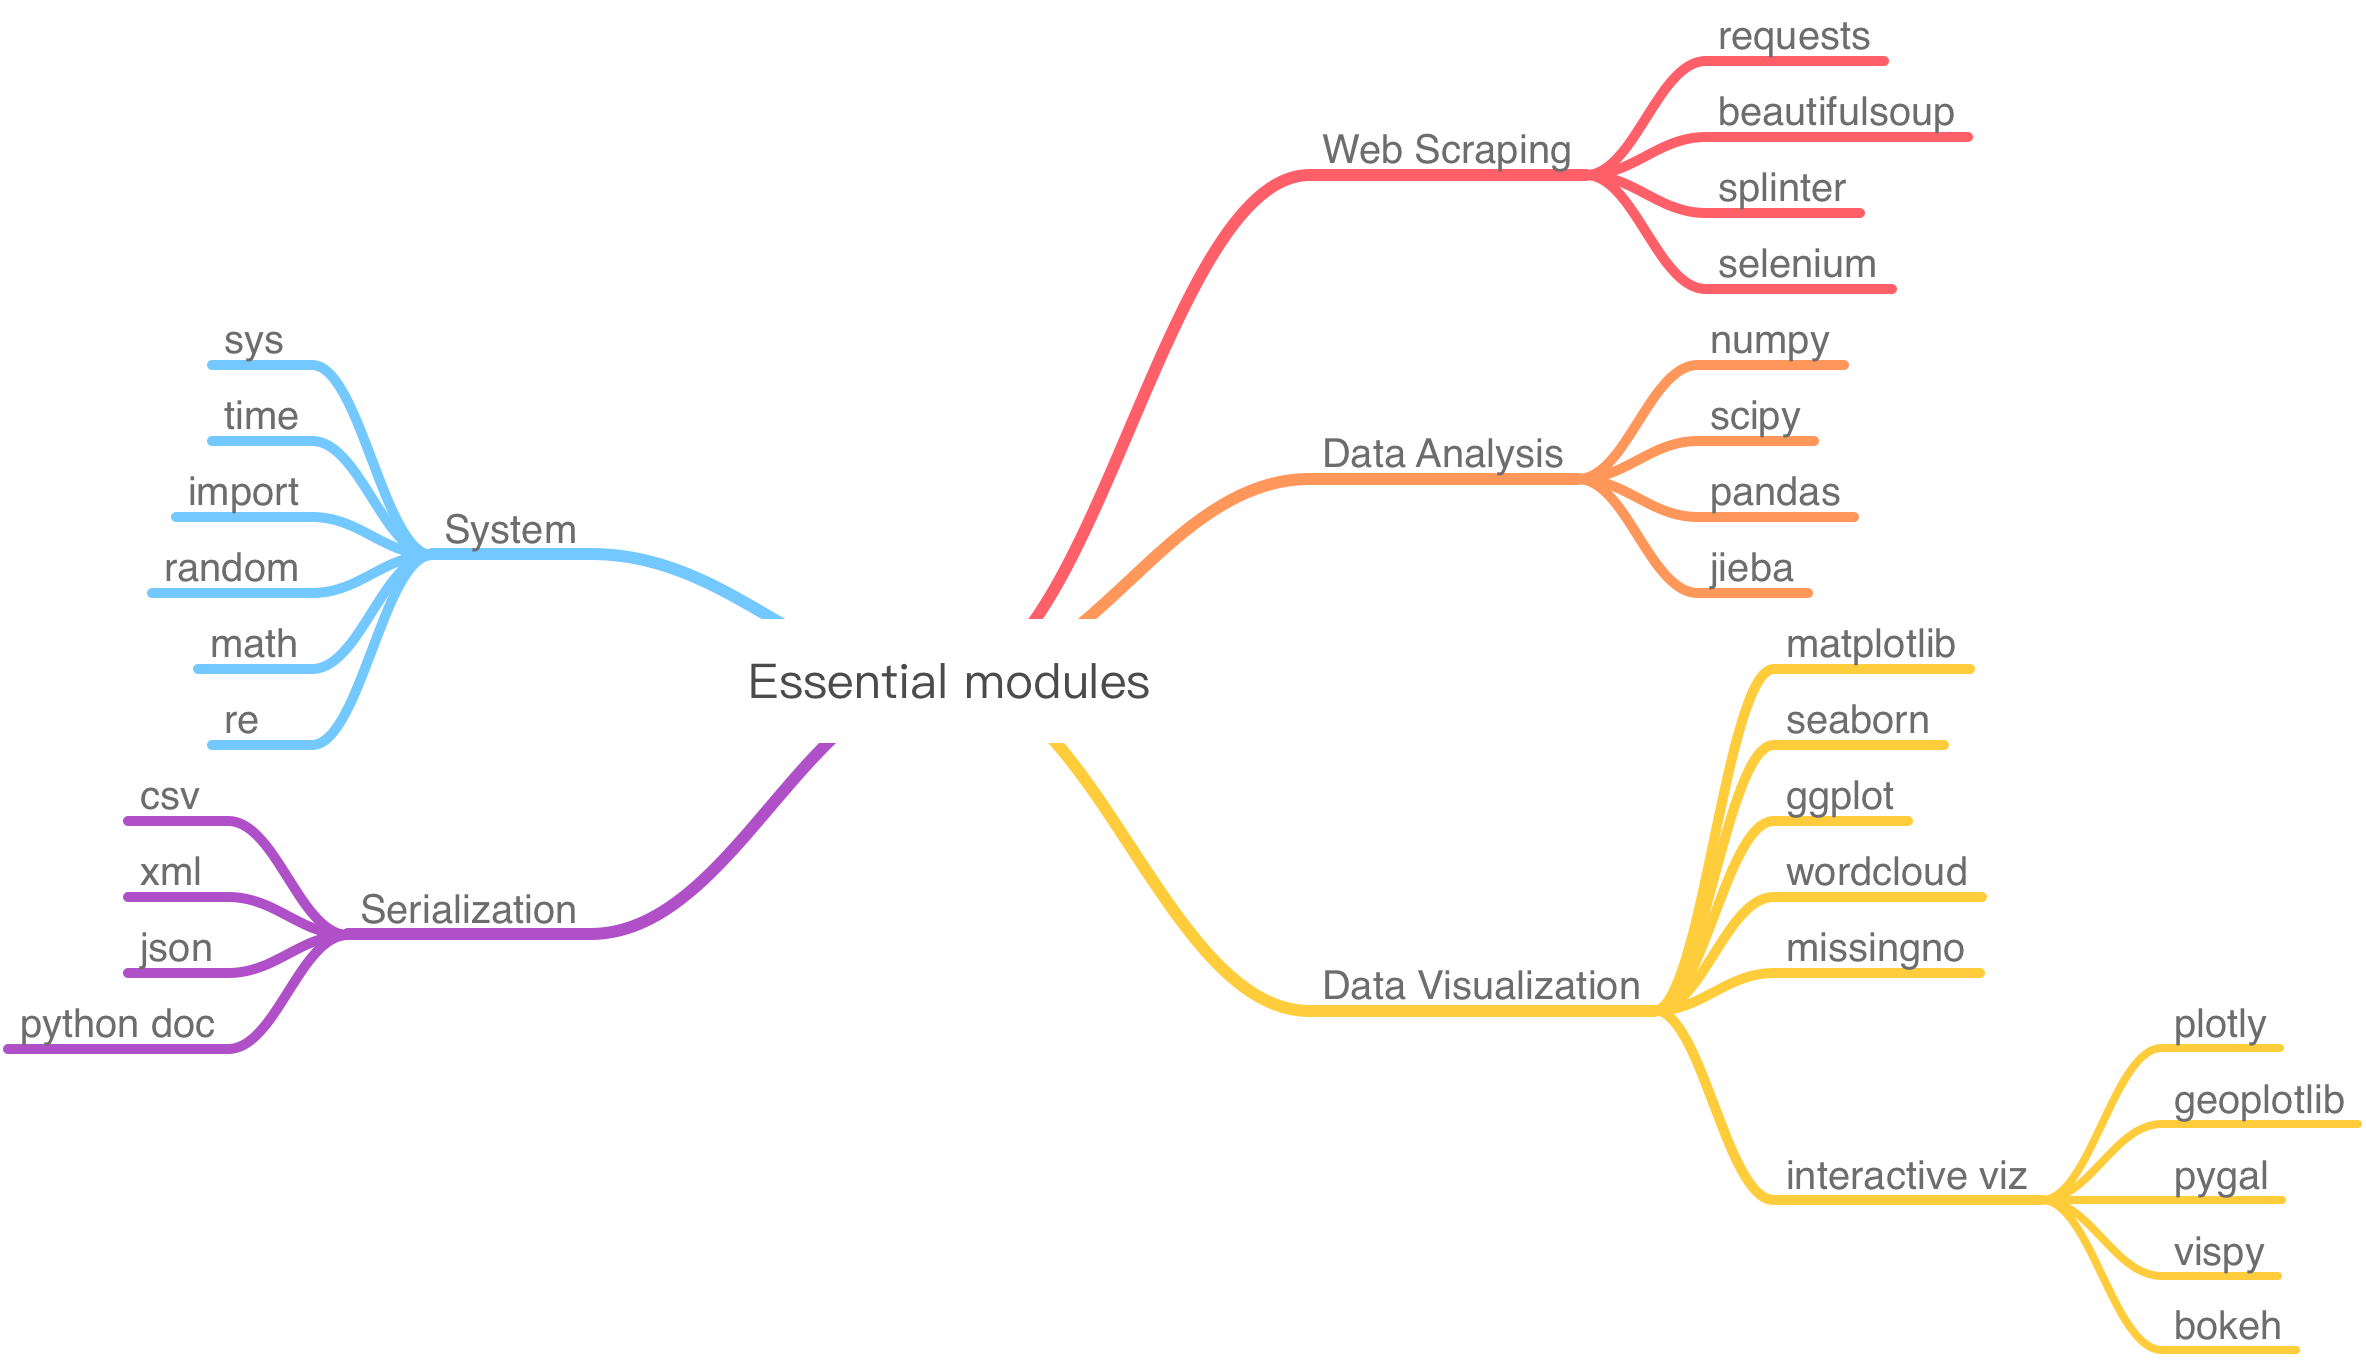 Essential modules
Web Scraping
requests
beautifulsoup
splinter
selenium
Data Analysis
numpy
scipy
pandas
jieba
Data Visualization
matplotlib
seaborn
ggplot
wordcloud
missingno
interactive viz
plotly
geoplotlib
pygal
vispy
bokeh
System
sys
time
import
random
math
re
Serialization
csv
xml
json
python doc